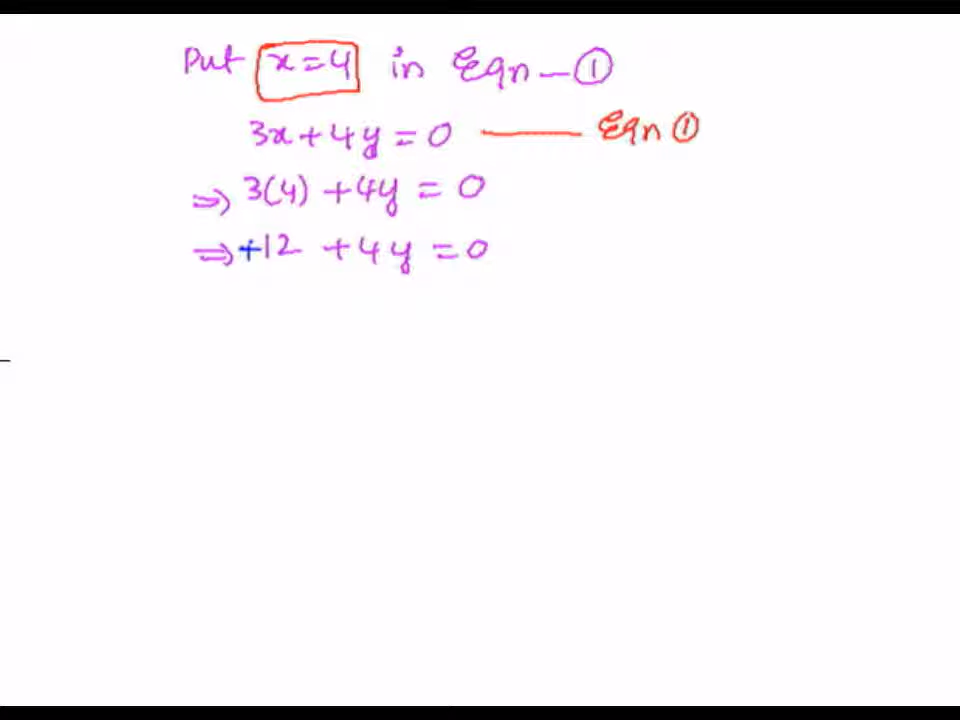 Put x=4 in Eqn-①
3x+4y=0 —— Eqn ①
⇒ 3(4) +4y = 0
⇒ +12 +4y =0